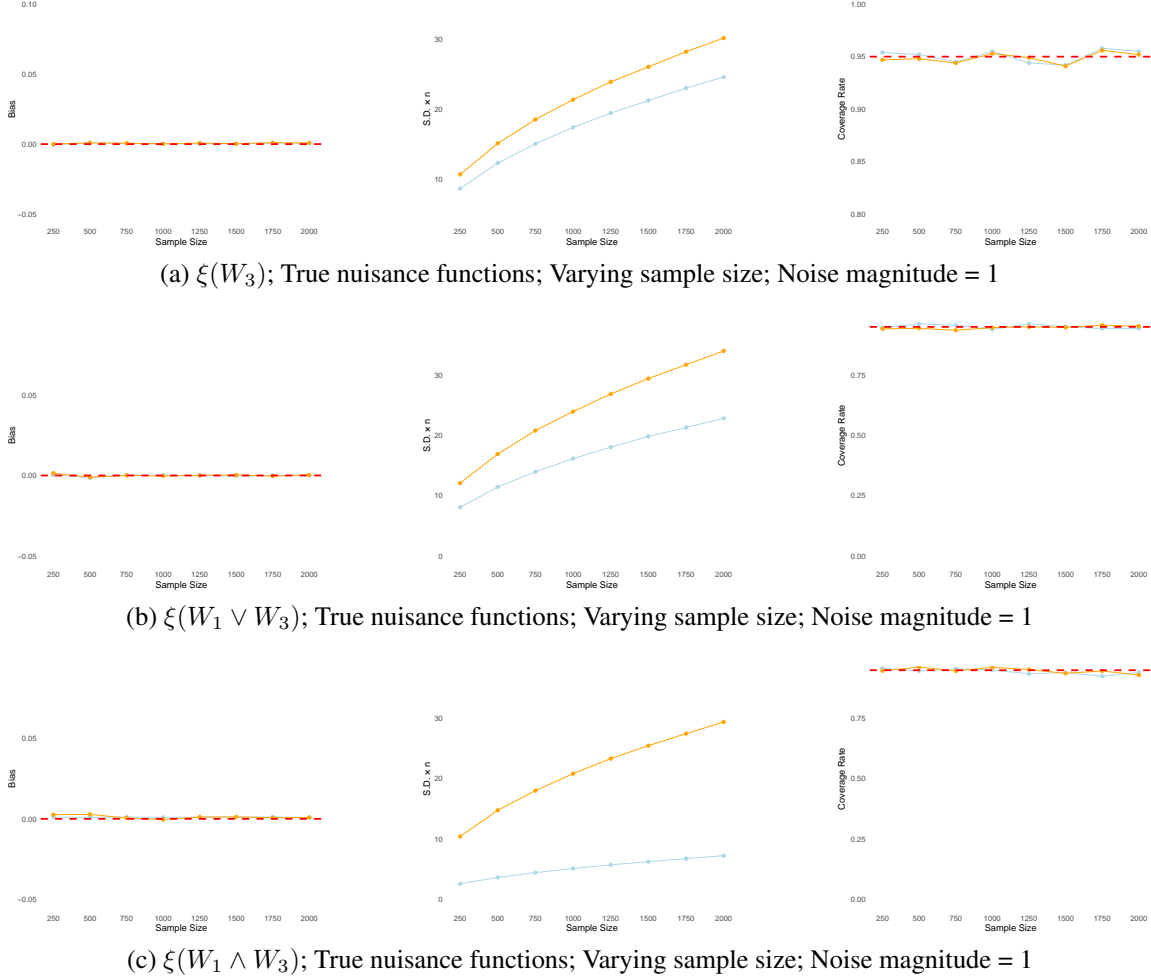 0.10
0.05
0.00
−0.05
Bias
250 500 750 1000 1250 1500 1750 2000
Sample Size
30
20
10
S.D. × n
250 500 750 1000 1250 1500 1750 2000
Sample Size
1.00
0.95
0.90
0.85
0.80
Coverage Rate
250 500 750 1000 1250 1500 1750 2000
Sample Size
(a) ξ(W₃); True nuisance functions; Varying sample size; Noise magnitude = 1
0.05
0.00
−0.05
Bias
250 500 750 1000 1250 1500 1750 2000
Sample Size
30
20
10
0
S.D. × n
250 500 750 1000 1250 1500 1750 2000
Sample Size
0.75
0.50
0.25
0.00
Coverage Rate
250 500 750 1000 1250 1500 1750 2000
Sample Size
(b) ξ(W₁ ∨ W₃); True nuisance functions; Varying sample size; Noise magnitude = 1
0.05
0.00
−0.05
Bias
250 500 750 1000 1250 1500 1750 2000
Sample Size
30
20
10
0
S.D. × n
250 500 750 1000 1250 1500 1750 2000
Sample Size
0.75
0.50
0.25
0.00
Coverage Rate
250 500 750 1000 1250 1500 1750 2000
Sample Size
(c) ξ(W₁ ∧ W₃); True nuisance functions; Varying sample size; Noise magnitude = 1